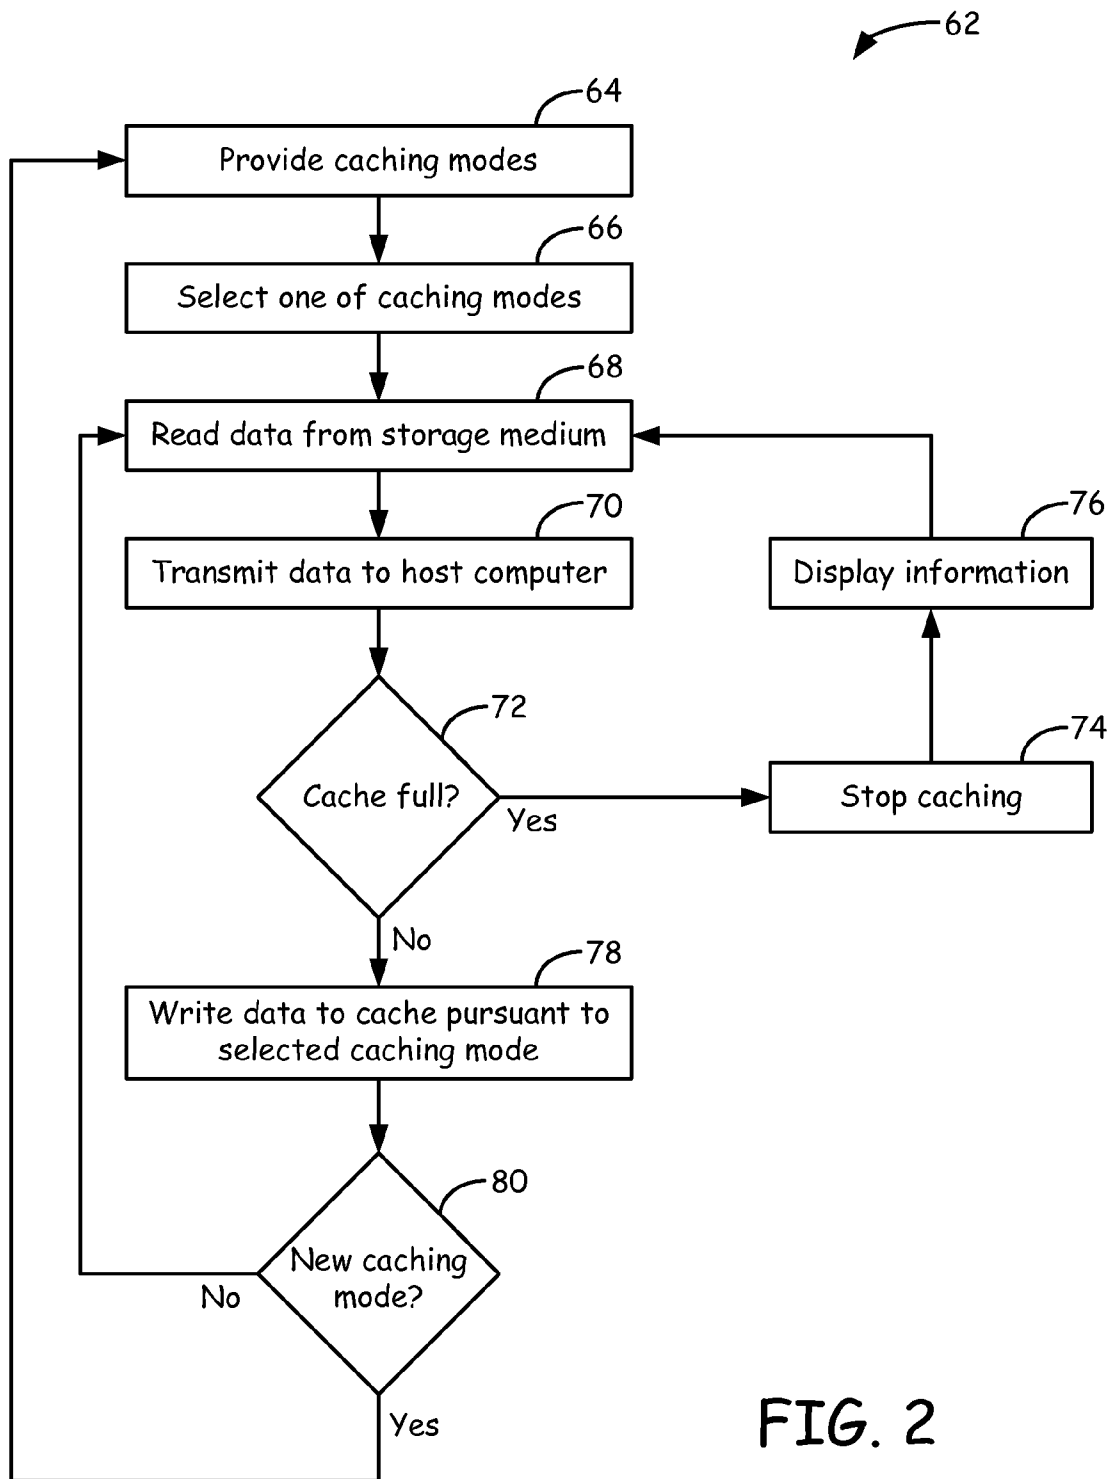 62
64
Provide caching modes
66
Select one of caching modes
68
Read data from storage medium
70
Transmit data to host computer
76
Display information
72
Cache full?
Yes
74
Stop caching
No
78
Write data to cache pursuant to
selected caching mode
80
New caching
mode?
No
Yes
FIG. 2